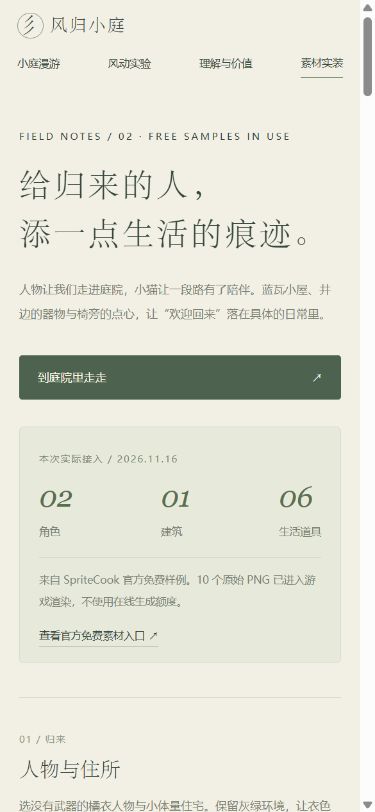 风归小庭
小庭漫游 风动实验 理解与价值 素材实装
FIELD NOTES / 02 · FREE SAMPLES IN USE
给归来的人，
添一点生活的痕迹。
人物让我们走进庭院，小猫让一段路有了陪伴。蓝瓦小屋、井
边的器物与椅旁的点心，让“欢迎回来”落在具体的日常里。
到庭院里走走 ↗
本次实际接入 / 2026.11.16
02 01 06
角色 建筑 生活道具
来自 SpriteCook 官方免费样例。10 个原始 PNG 已进入游
戏渲染，不使用在线生成额度。
查看官方免费素材入口 ↗
01 / 归来
人物与住所
选没有武器的橘衣人物与小体量住宅。保留灰绿环境，让衣色